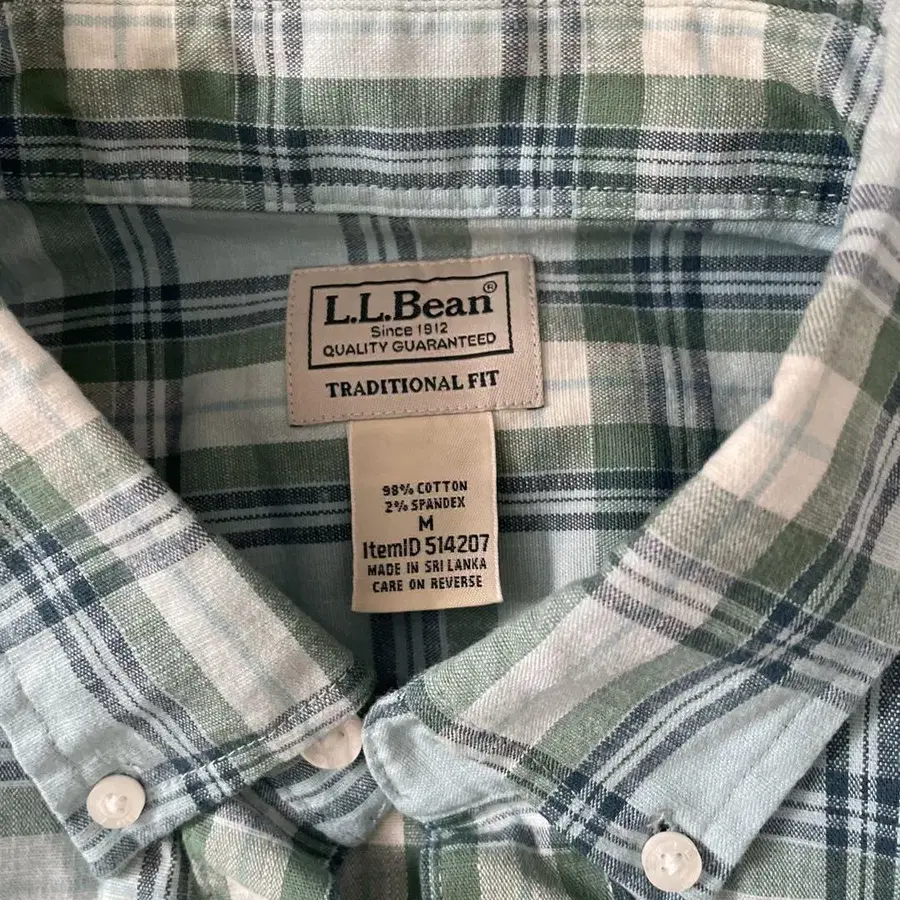 L.L.Bean®
Since 1912
QUALITY GUARANTEED
TRADITIONAL FIT
98% COTTON
2% SPANDEX
M
ItemID 514207
MADE IN SRI LANKA
CARE ON REVERSE